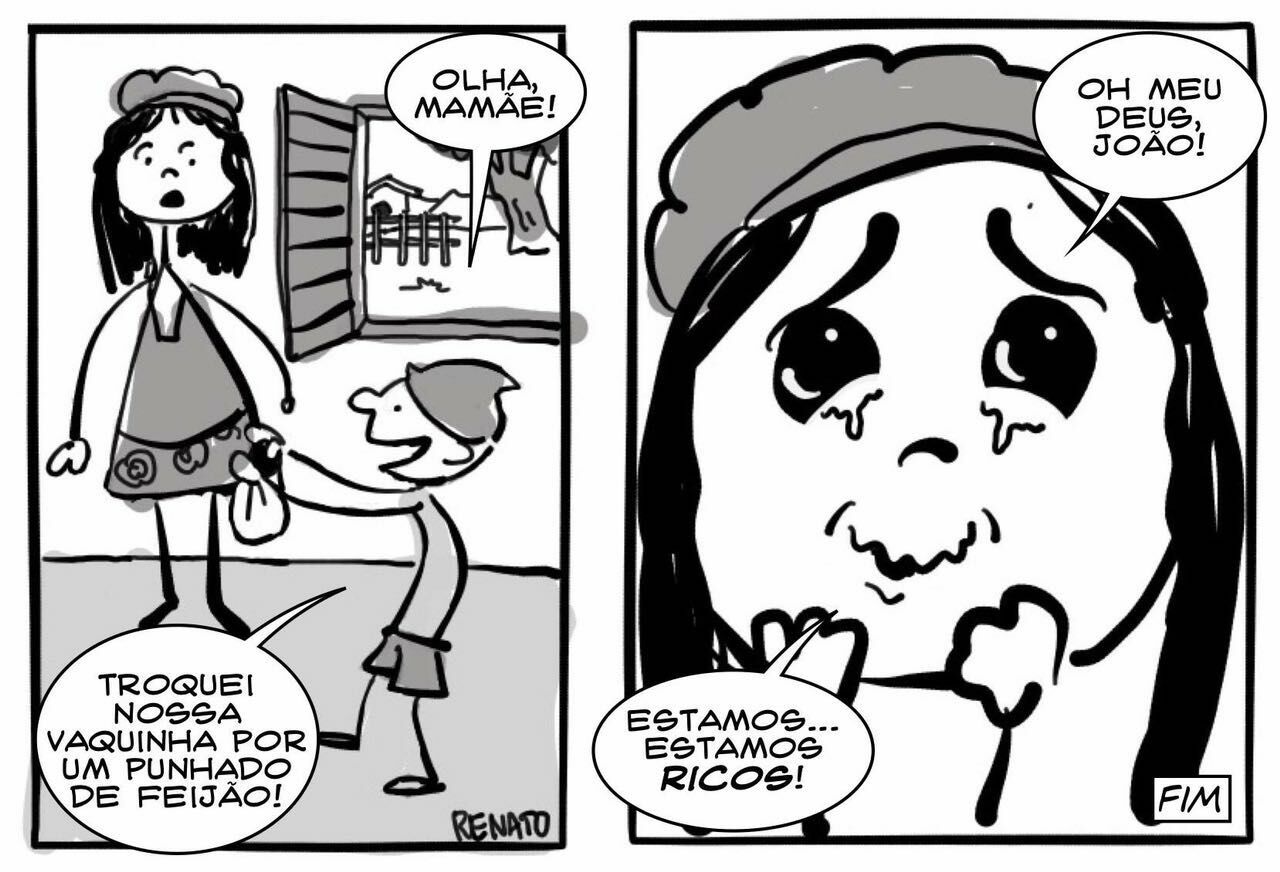 OLHA,
MAMÃE!
TROQUEI
NOSSA
VAQUINHA POR
UM PUNHADO
DE FEIJÃO!
RENATO
OH MEU
DEUS,
JOÃO!
ESTAMOS...
ESTAMOS
RICOS!
FIM